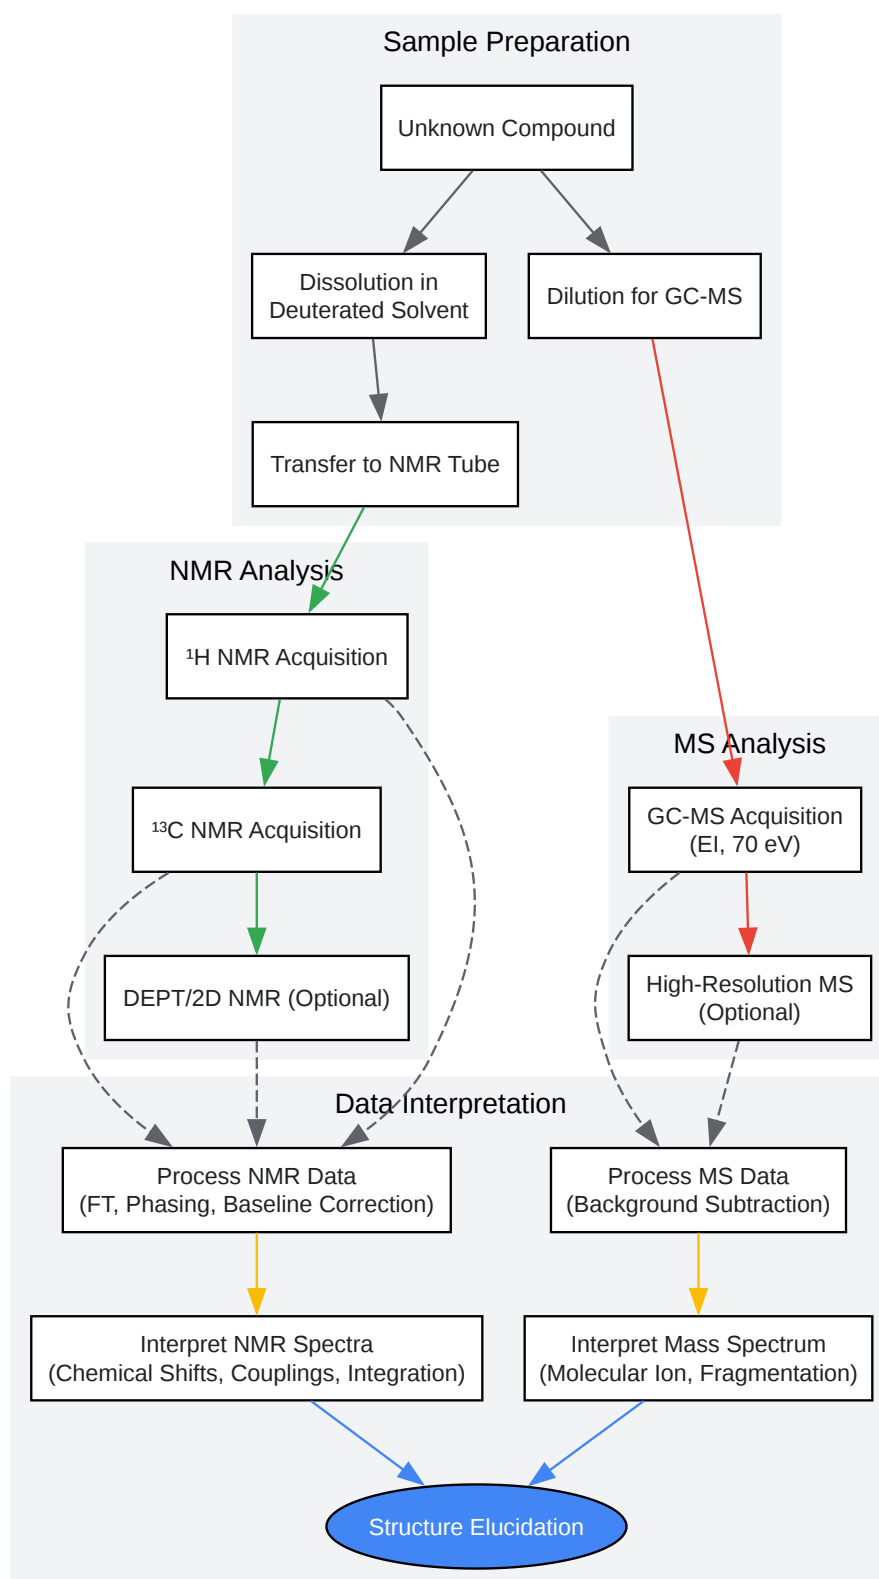 Sample Preparation
Unknown Compound
Dissolution in
Deuterated Solvent
Dilution for GC-MS
Transfer to NMR Tube
NMR Analysis
¹H NMR Acquisition
MS Analysis
¹³C NMR Acquisition
GC-MS Acquisition
(EI, 70 eV)
DEPT/2D NMR (Optional)
High-Resolution MS
(Optional)
Data Interpretation
Process NMR Data
(FT, Phasing, Baseline Correction)
Process MS Data
(Background Subtraction)
Interpret NMR Spectra
(Chemical Shifts, Couplings, Integration)
Interpret Mass Spectrum
(Molecular Ion, Fragmentation)
Structure Elucidation